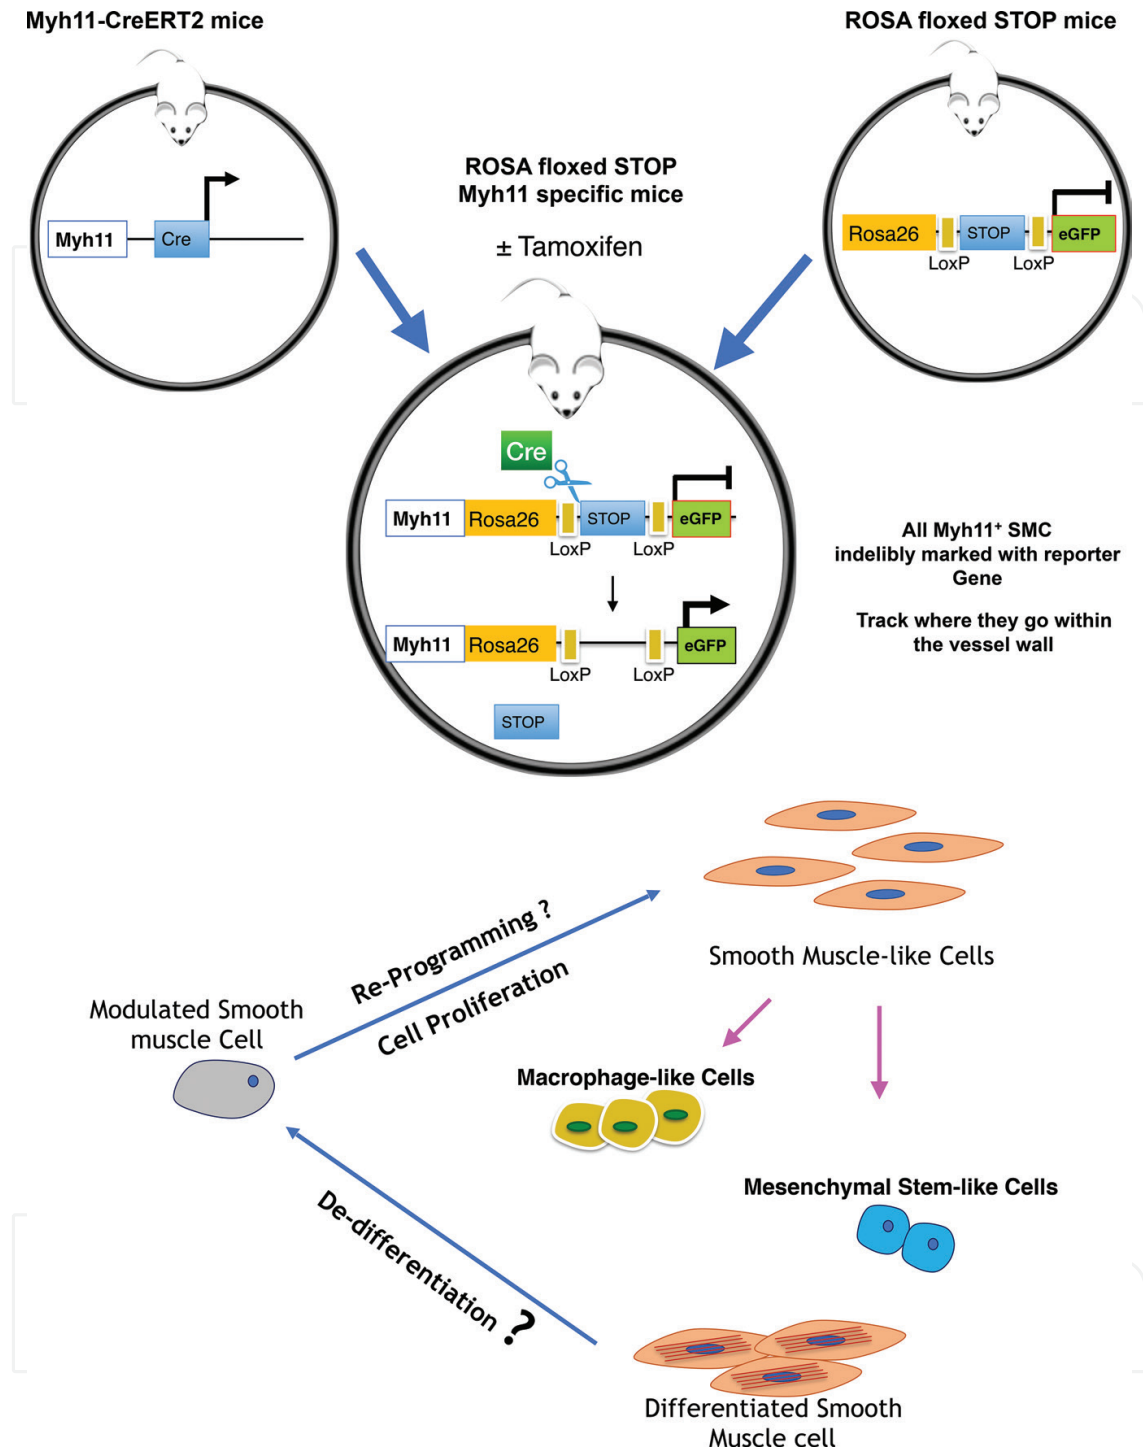 Myh11-CreERT2 mice
ROSA floxed STOP mice
ROSA floxed STOP
Myh11 specific mice
± Tamoxifen
Myh11
Cre
Rosa26
STOP
eGFP
LoxP
LoxP
Cre
Myh11
Rosa26
STOP
eGFP
LoxP
LoxP
Myh11
Rosa26
eGFP
LoxP
LoxP
STOP
All Myh11⁺ SMC
indelibly marked with reporter
Gene
Track where they go within
the vessel wall
Re-Programming ?
Cell Proliferation
Smooth Muscle-like Cells
Modulated Smooth
muscle Cell
Macrophage-like Cells
Mesenchymal Stem-like Cells
De-differentiation ?
Differentiated Smooth
Muscle cell